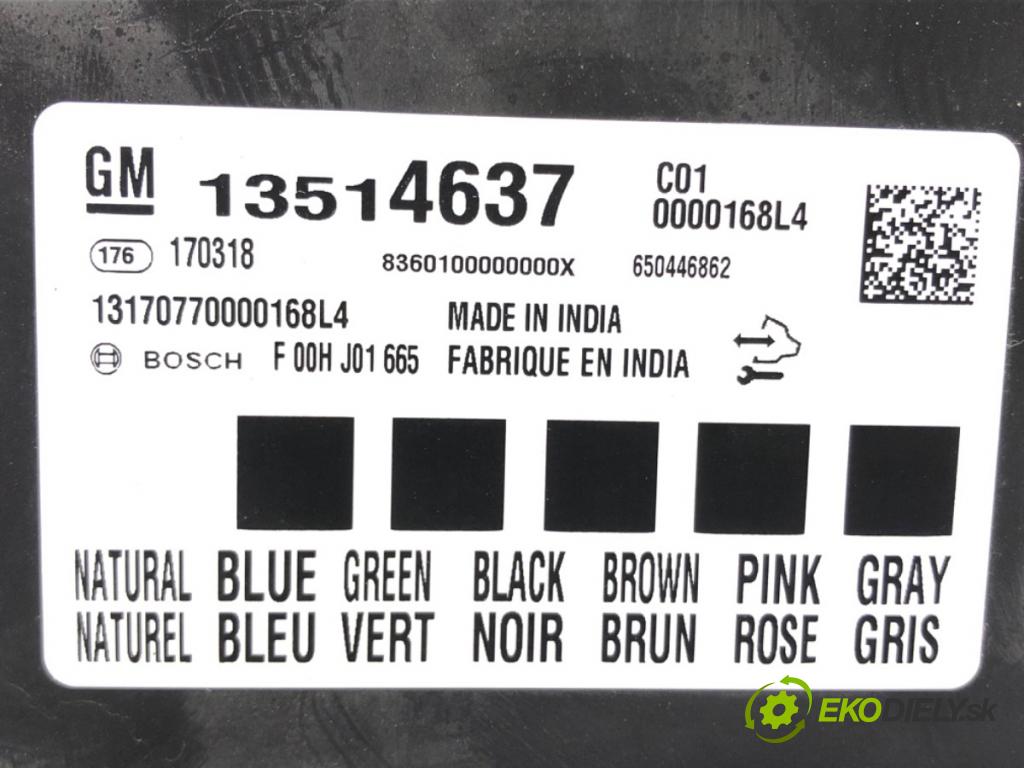 GM 13514637 C01
0000168L4
176 170318 8360100000000X 650446862
13170770000168L4 MADE IN INDIA
BOSCH F 00H J01 665 FABRIQUE EN INDIA
NATURAL BLUE GREEN BLACK BROWN PINK GRAY
NATUREL BLEU VERT NOIR BRUN ROSE GRIS
EKODIELY.sk